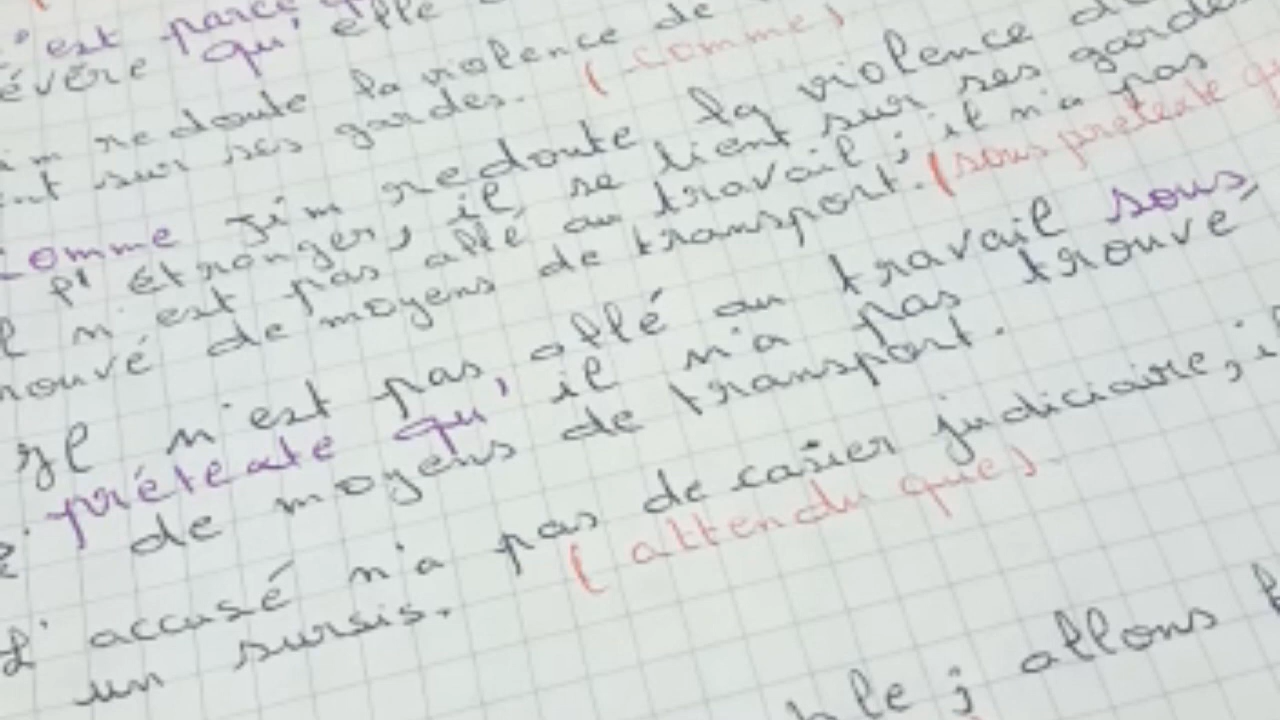 c'est parce
évère qu'elle
redoute la violence de (comme)
sur ses gardes.
Comme Jim redoute la violence
pt étranger, il se tient sur ses gardes
n'est pas allé au travail ; il n'a pas
rouvé de moyens de transport. (sous prétexte
Il n'est pas allé au travail sous
prétexte qu'il n'a pas trouvé
de moyens de transport.
L'accusé n'a pas de casier judiciaire ; il
un sursis. (attendu que).
ble ; allons